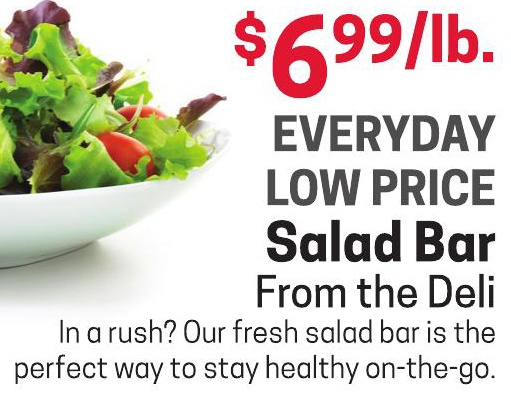 $6 99/lb.
EVERYDAY
LOW PRICE
Salad Bar
From the Deli
In a rush? Our fresh salad bar is the
perfect way to stay healthy on-the-go.